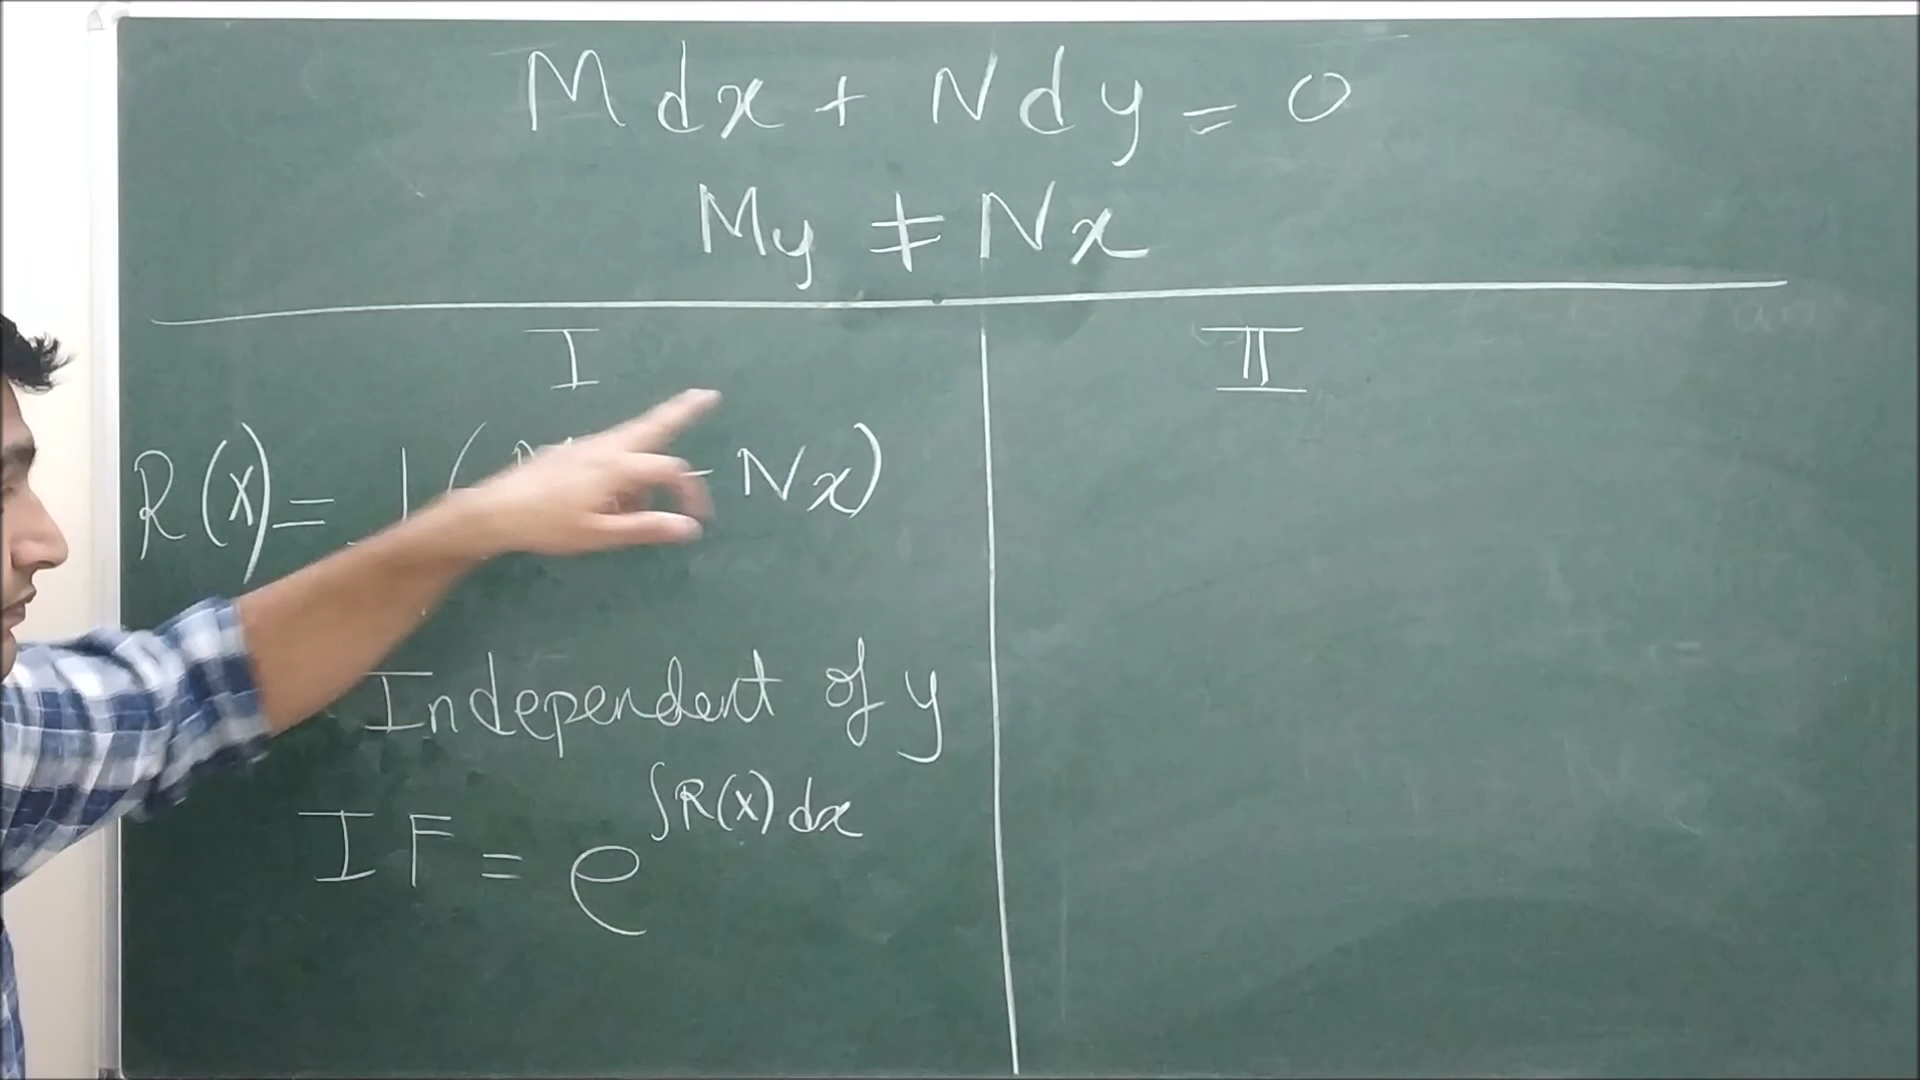 M dx + N dy = 0
My ≠ Nx
I
II
R(x) = 1 ( - Nx)
Independent of y
IF = e^∫R(x) dx